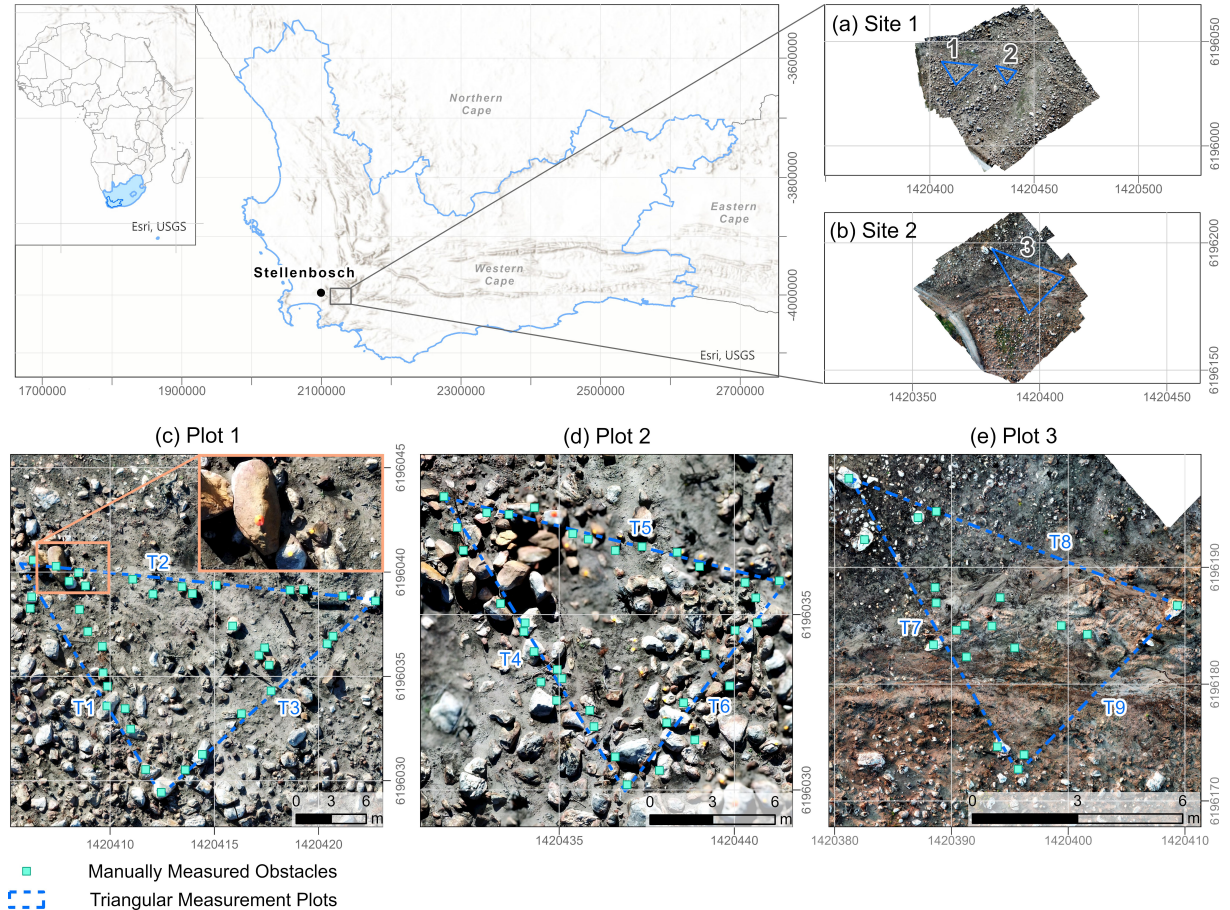 Esri, USGS
Northern
Cape
Eastern
Cape
Western
Cape
Stellenbosch
Esri, USGS
-3600000
-3800000
-4000000
1700000
1900000
2100000
2300000
2500000
2700000
(a) Site 1
1
2
6196050
6196000
1420400
1420450
1420500
(b) Site 2
3
6196200
6196150
1420350
1420400
1420450
(c) Plot 1
T2
T1
T3
0 3 6
m
6196045
6196040
6196035
6196030
1420410
1420415
1420420
(d) Plot 2
T5
T4
T6
0 3 6
m
6196035
6196030
1420435
1420440
(e) Plot 3
T8
T7
T9
0 3 6
m
6196190
6196180
6196170
1420380
1420390
1420400
1420410
Manually Measured Obstacles
Triangular Measurement Plots